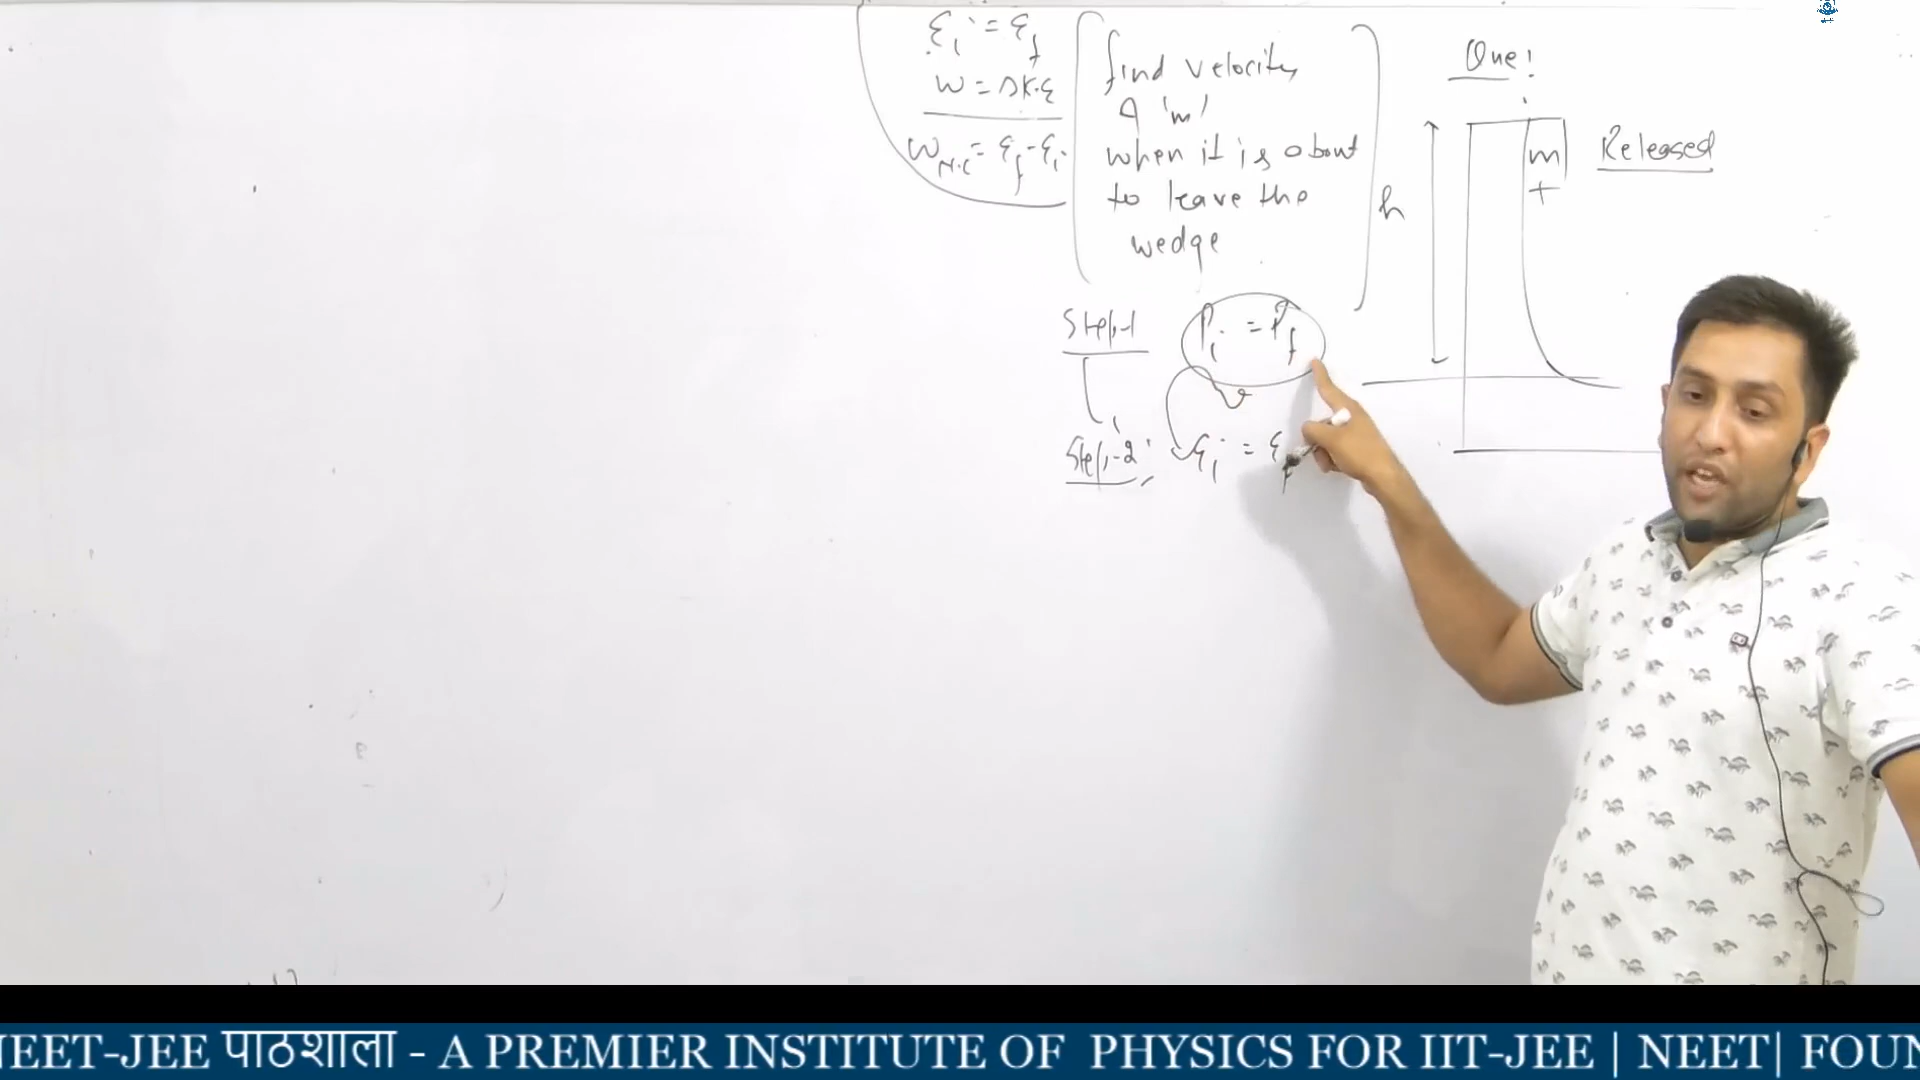 Ei = Ef
W = ΔK.E
WN.C = Ef - Ei
find velocity
of 'm'
when it is about
to leave the
wedge
Que!
h
m
Released
Step-1
Pi = Pf
Step-2
Ei = Ef
NEET-JEE पाठशाला - A PREMIER INSTITUTE OF PHYSICS FOR IIT-JEE | NEET| FOUN